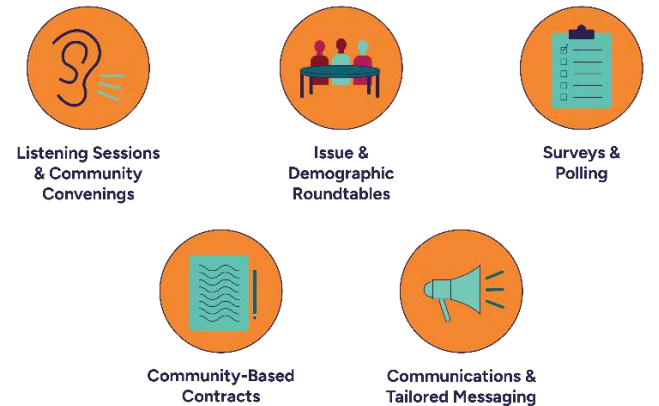 Listening Sessions
& Community
Convenings
Issue &
Demographic
Roundtables
Surveys &
Polling
Community-Based
Contracts
Communications &
Tailored Messaging